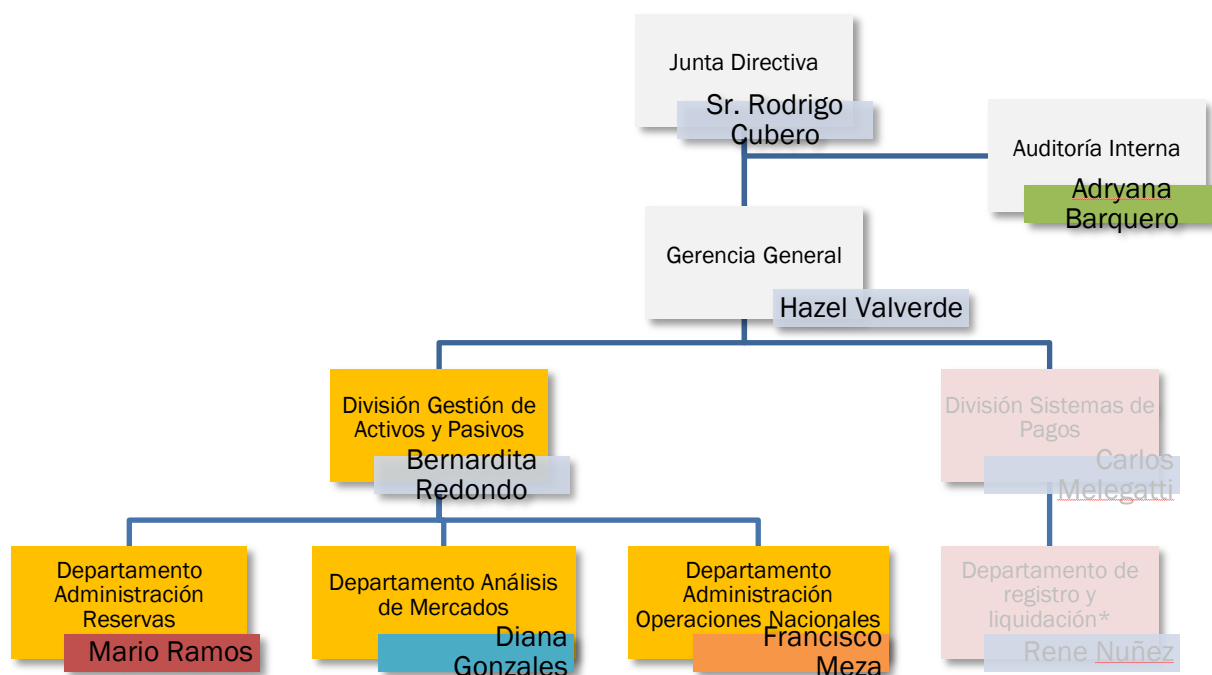 Junta Directiva
Sr. Rodrigo
Cubero
Auditoría Interna
Adryana
Barquero
Gerencia General
Hazel Valverde
División Gestión de
Activos y Pasivos
Bernardita
Redondo
División Sistemas de
Pagos
Carlos
Melegatti
Departamento
Administración
Reservas
Mario Ramos
Departamento Análisis
de Mercados
Diana
Gonzales
Departamento
Administración
Operaciones Nacionales
Francisco
Meza
Departamento de
registro y
liquidación*
Rene Nuñez